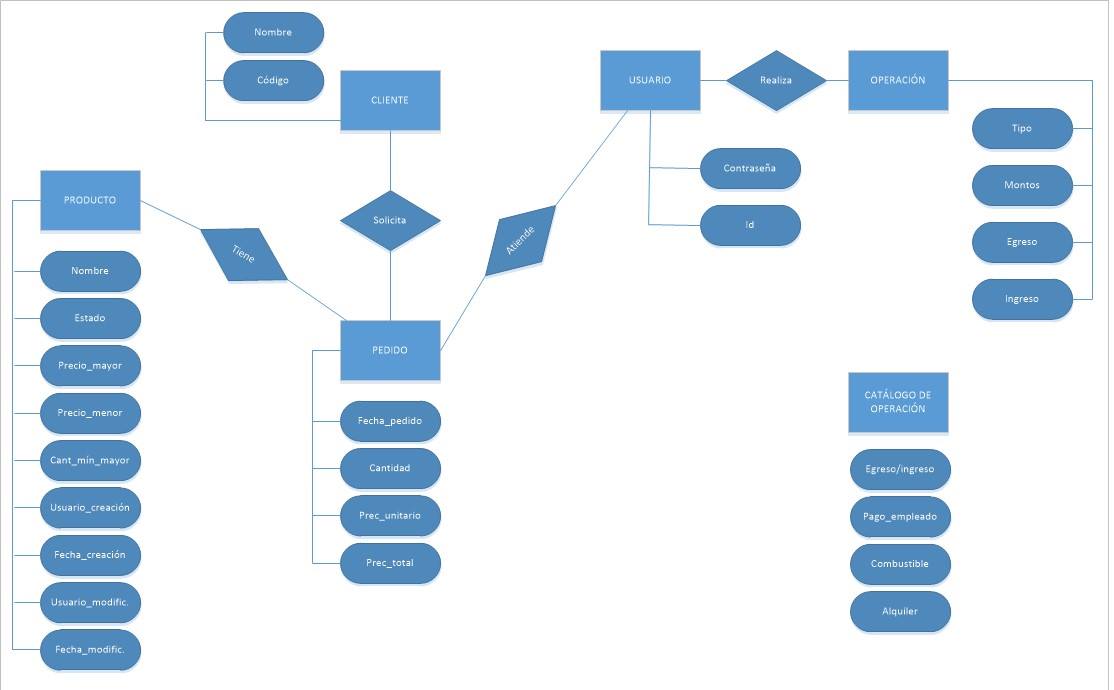 Nombre
Código
CLIENTE
Solicita
USUARIO
Realiza
OPERACIÓN
Contraseña
Id
Tipo
Montos
Egreso
Ingreso
PRODUCTO
Tiene
Atiende
Nombre
Estado
Precio_mayor
Precio_menor
Cant_mín_mayor
Usuario_creación
Fecha_creación
Usuario_modific.
Fecha_modific.
PEDIDO
Fecha_pedido
Cantidad
Prec_unitario
Prec_total
CATÁLOGO DE
OPERACIÓN
Egreso/ingreso
Pago_empleado
Combustible
Alquiler